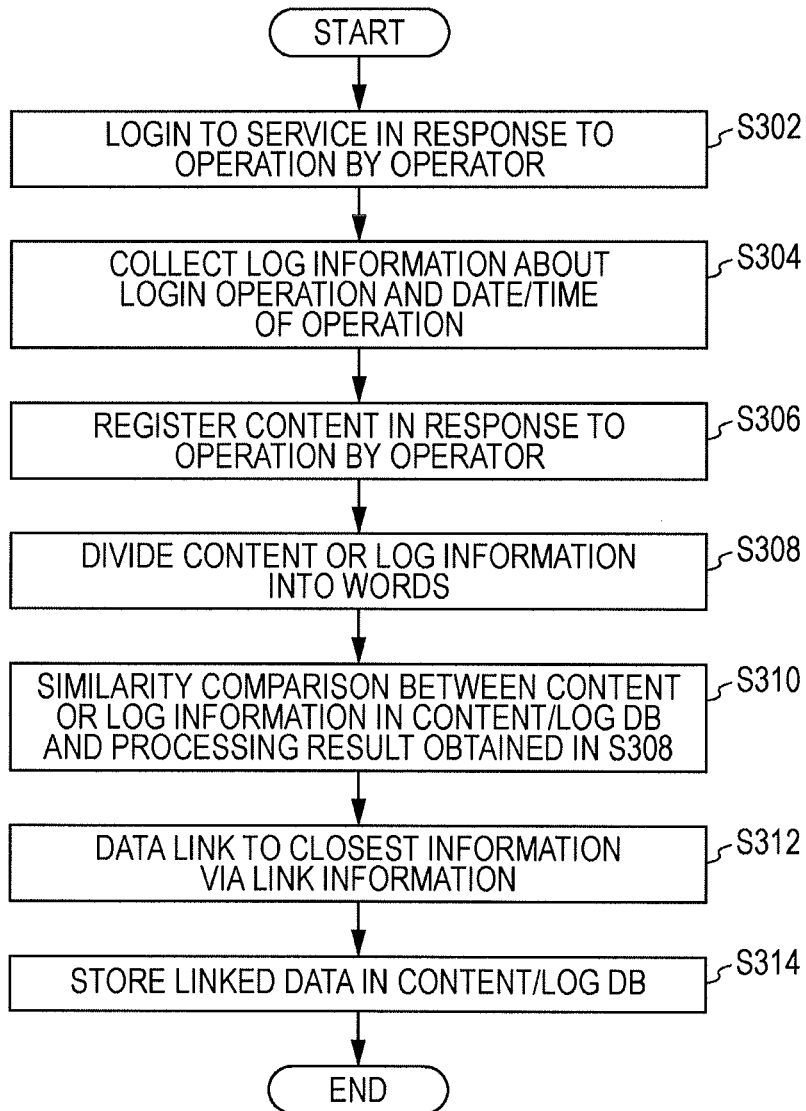 START
LOGIN TO SERVICE IN RESPONSE TO
OPERATION BY OPERATOR
S302
COLLECT LOG INFORMATION ABOUT
LOGIN OPERATION AND DATE/TIME
OF OPERATION
S304
REGISTER CONTENT IN RESPONSE TO
OPERATION BY OPERATOR
S306
DIVIDE CONTENT OR LOG INFORMATION
INTO WORDS
S308
SIMILARITY COMPARISON BETWEEN CONTENT
OR LOG INFORMATION IN CONTENT/LOG DB
AND PROCESSING RESULT OBTAINED IN S308
S310
DATA LINK TO CLOSEST INFORMATION
VIA LINK INFORMATION
S312
STORE LINKED DATA IN CONTENT/LOG DB
S314
END